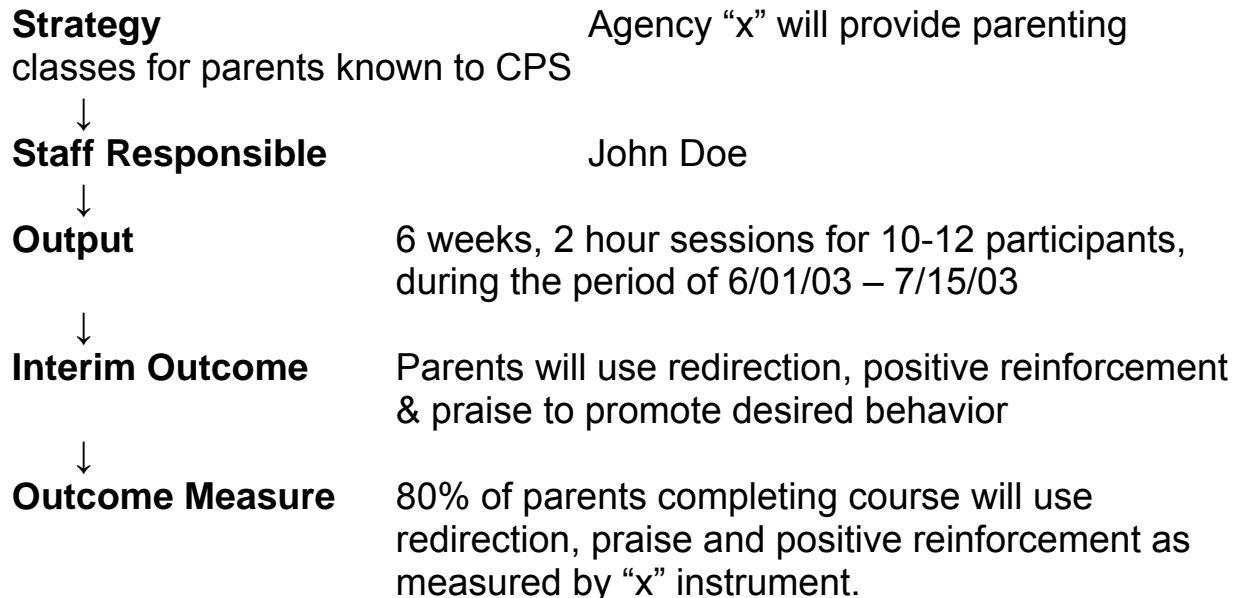 Strategy Agency “x” will provide parenting
classes for parents known to CPS
↓
Staff Responsible John Doe
↓
Output 6 weeks, 2 hour sessions for 10-12 participants,
during the period of 6/01/03 – 7/15/03
↓
Interim Outcome Parents will use redirection, positive reinforcement
& praise to promote desired behavior
↓
Outcome Measure 80% of parents completing course will use
redirection, praise and positive reinforcement as
measured by “x” instrument.